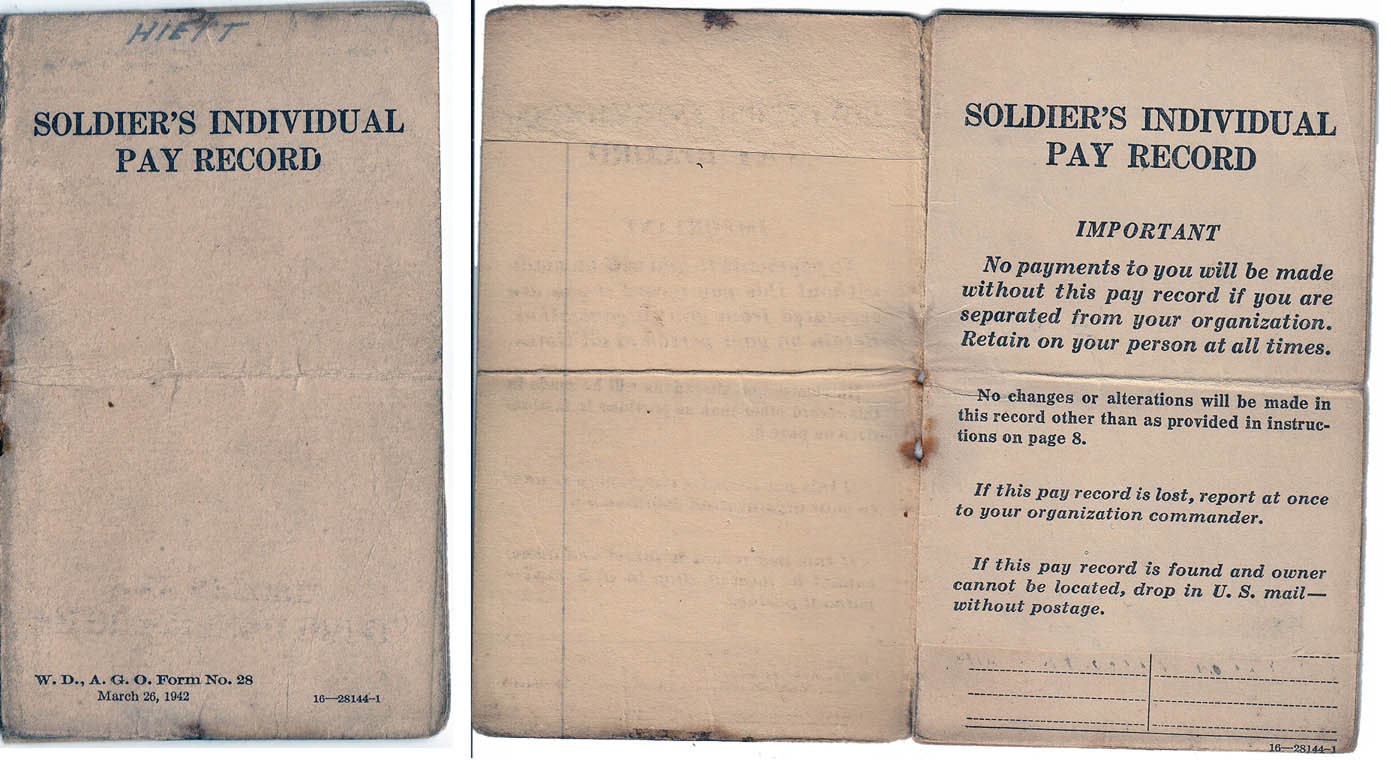 HIETT
SOLDIER'S INDIVIDUAL
PAY RECORD
W. D., A. G. O. Form No. 28
March 26, 1942
16—28144-1
SOLDIER'S INDIVIDUAL
PAY RECORD
IMPORTANT
No payments to you will be made
without this pay record if you are
separated from your organization.
Retain on your person at all times.
No changes or alterations will be made in
this record other than as provided in instruc-
tions on page 8.
If this pay record is lost, report at once
to your organization commander.
If this pay record is found and owner
cannot be located, drop in U. S. mail—
without postage.
16—28144-1